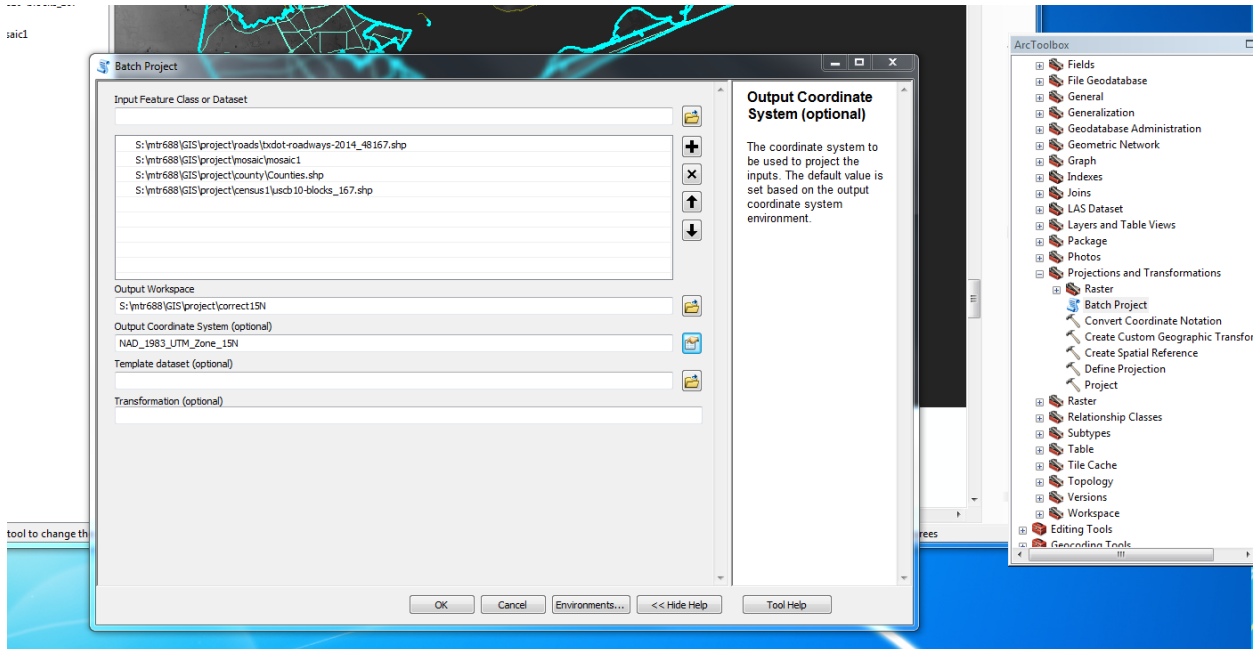 saic1
Batch Project
Input Feature Class or Dataset
S:\mtr688\GIS\project\roads\txdot-roadways-2014_48167.shp
S:\mtr688\GIS\project\mosaic\mosaic1
S:\mtr688\GIS\project\county\Counties.shp
S:\mtr688\GIS\project\census1\uscb10-blocks_167.shp
Output Workspace
S:\mtr688\GIS\project\correct15N
Output Coordinate System (optional)
NAD_1983_UTM_Zone_15N
Template dataset (optional)
Transformation (optional)
OK
Cancel
Environments...
<< Hide Help
Tool Help
Output Coordinate
System (optional)
The coordinate system to
be used to project the
inputs. The default value is
set based on the output
coordinate system
environment.
tool to change th
rees
ArcToolbox
Fields
File Geodatabase
General
Generalization
Geodatabase Administration
Geometric Network
Graph
Indexes
Joins
LAS Dataset
Layers and Table Views
Package
Photos
Projections and Transformations
Raster
Batch Project
Convert Coordinate Notation
Create Custom Geographic Transfor
Create Spatial Reference
Define Projection
Project
Raster
Relationship Classes
Subtypes
Table
Tile Cache
Topology
Versions
Workspace
Editing Tools
Geocoding Tools